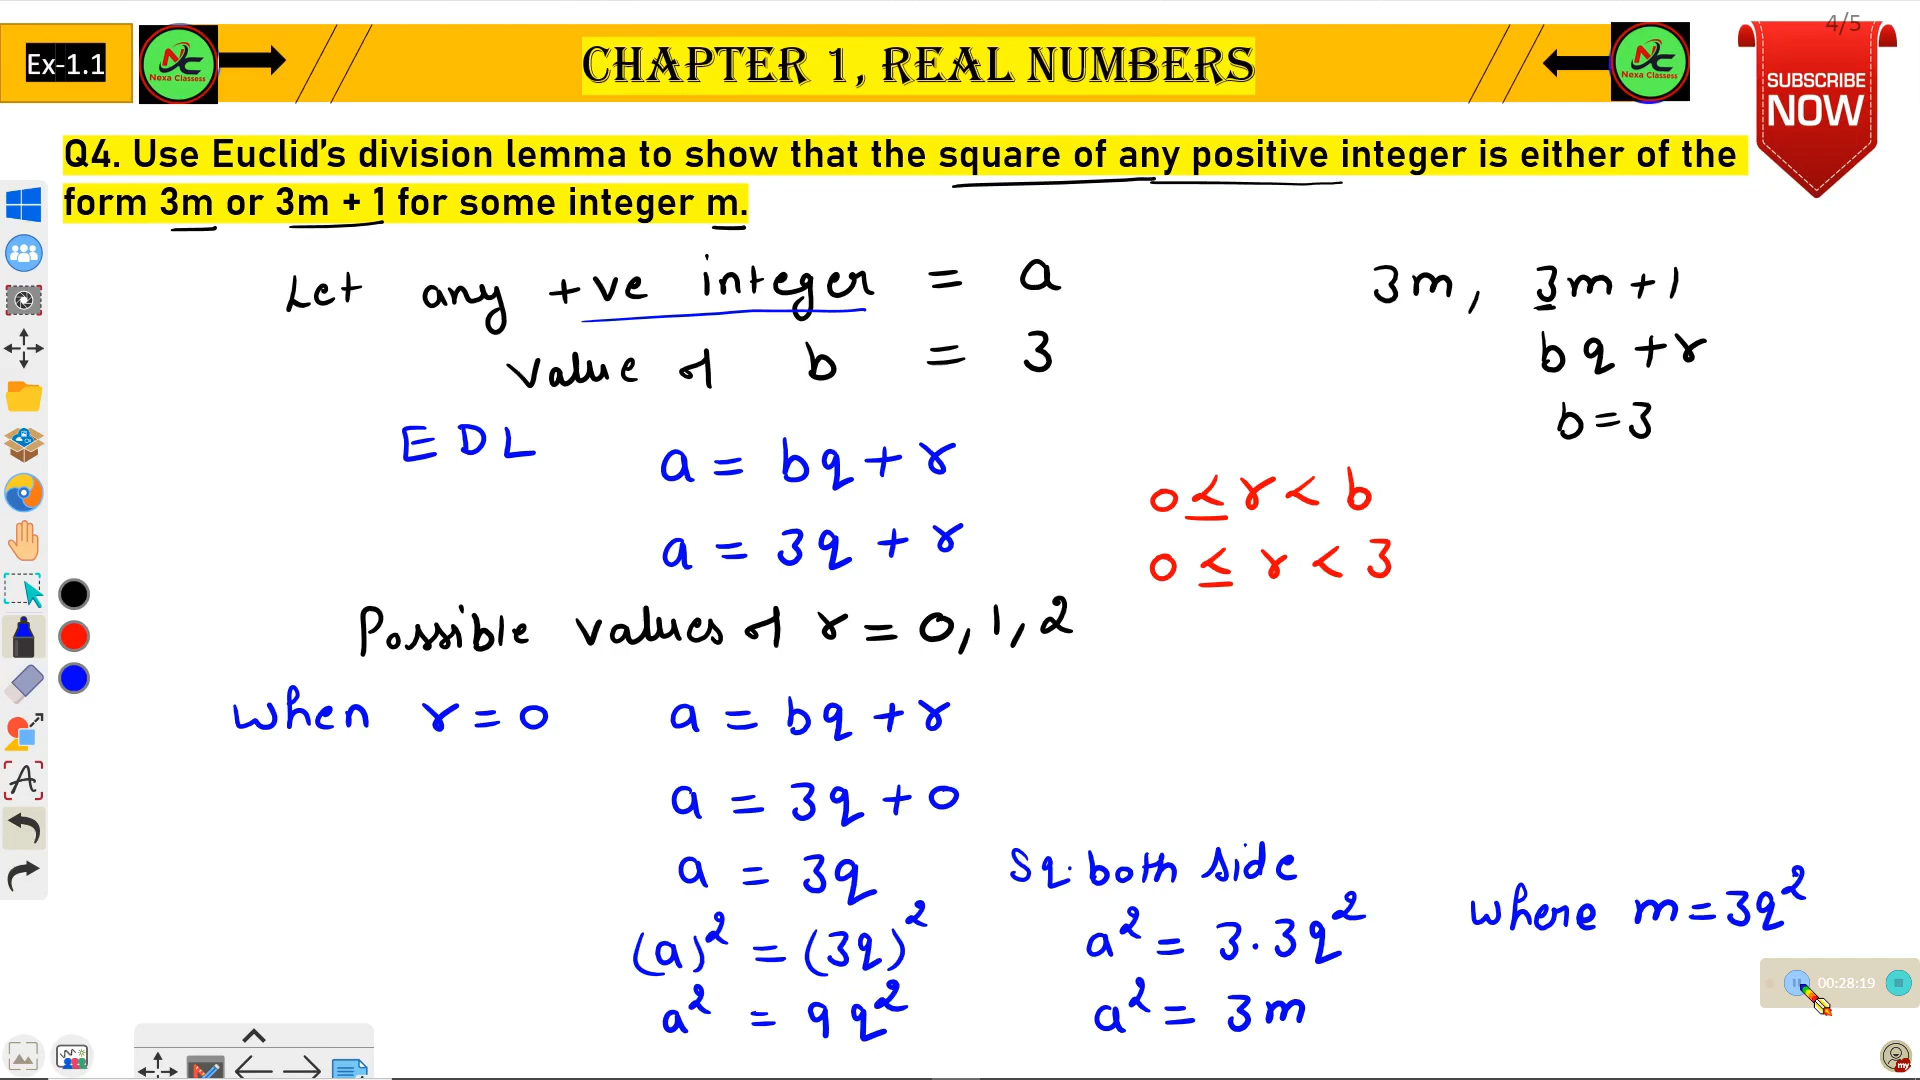 4/5
Ex-1.1
Nexa Classess
CHAPTER 1, REAL NUMBERS
Nexa Classess
SUBSCRIBE
NOW
Q4. Use Euclid's division lemma to show that the square of any positive integer is either of the
form 3m or 3m + 1 for some integer m.
Let any +ve integer = a
3m, 3m+1
value of b = 3
bq+r
b=3
EDL
a = bq+r
0≤r<b
a = 3q+r
0≤r<3
Possible values of r = 0, 1, 2
When r=0 a = bq+r
a = 3q+0
a = 3q Sq. both side
(a)² = (3q)² a² = 3.3q² where m=3q²
a² = 9q² a² = 3m
00:28:19